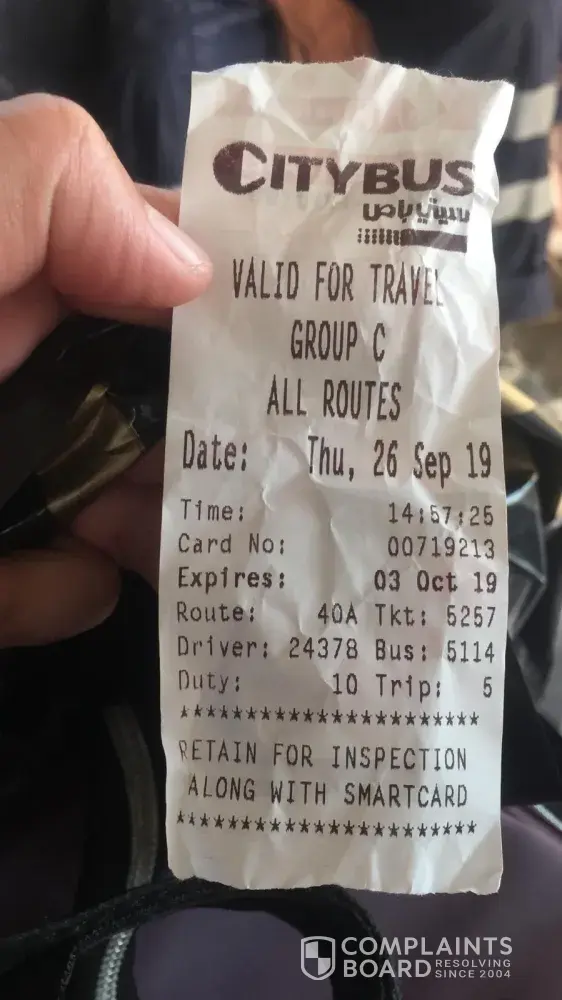 CITYBUS
سيتي باص
VALID FOR TRAVEL
GROUP C
ALL ROUTES
Date: Thu, 26 Sep 19
Time: 14:57:25
Card No: 00719213
Expires: 03 Oct 19
Route: 40A Tkt: 5257
Driver: 24378 Bus: 5114
Duty: 10 Trip: 5
***********************
RETAIN FOR INSPECTION
ALONG WITH SMARTCARD
***********************
COMPLAINTS
BOARD RESOLVING
SINCE 2004